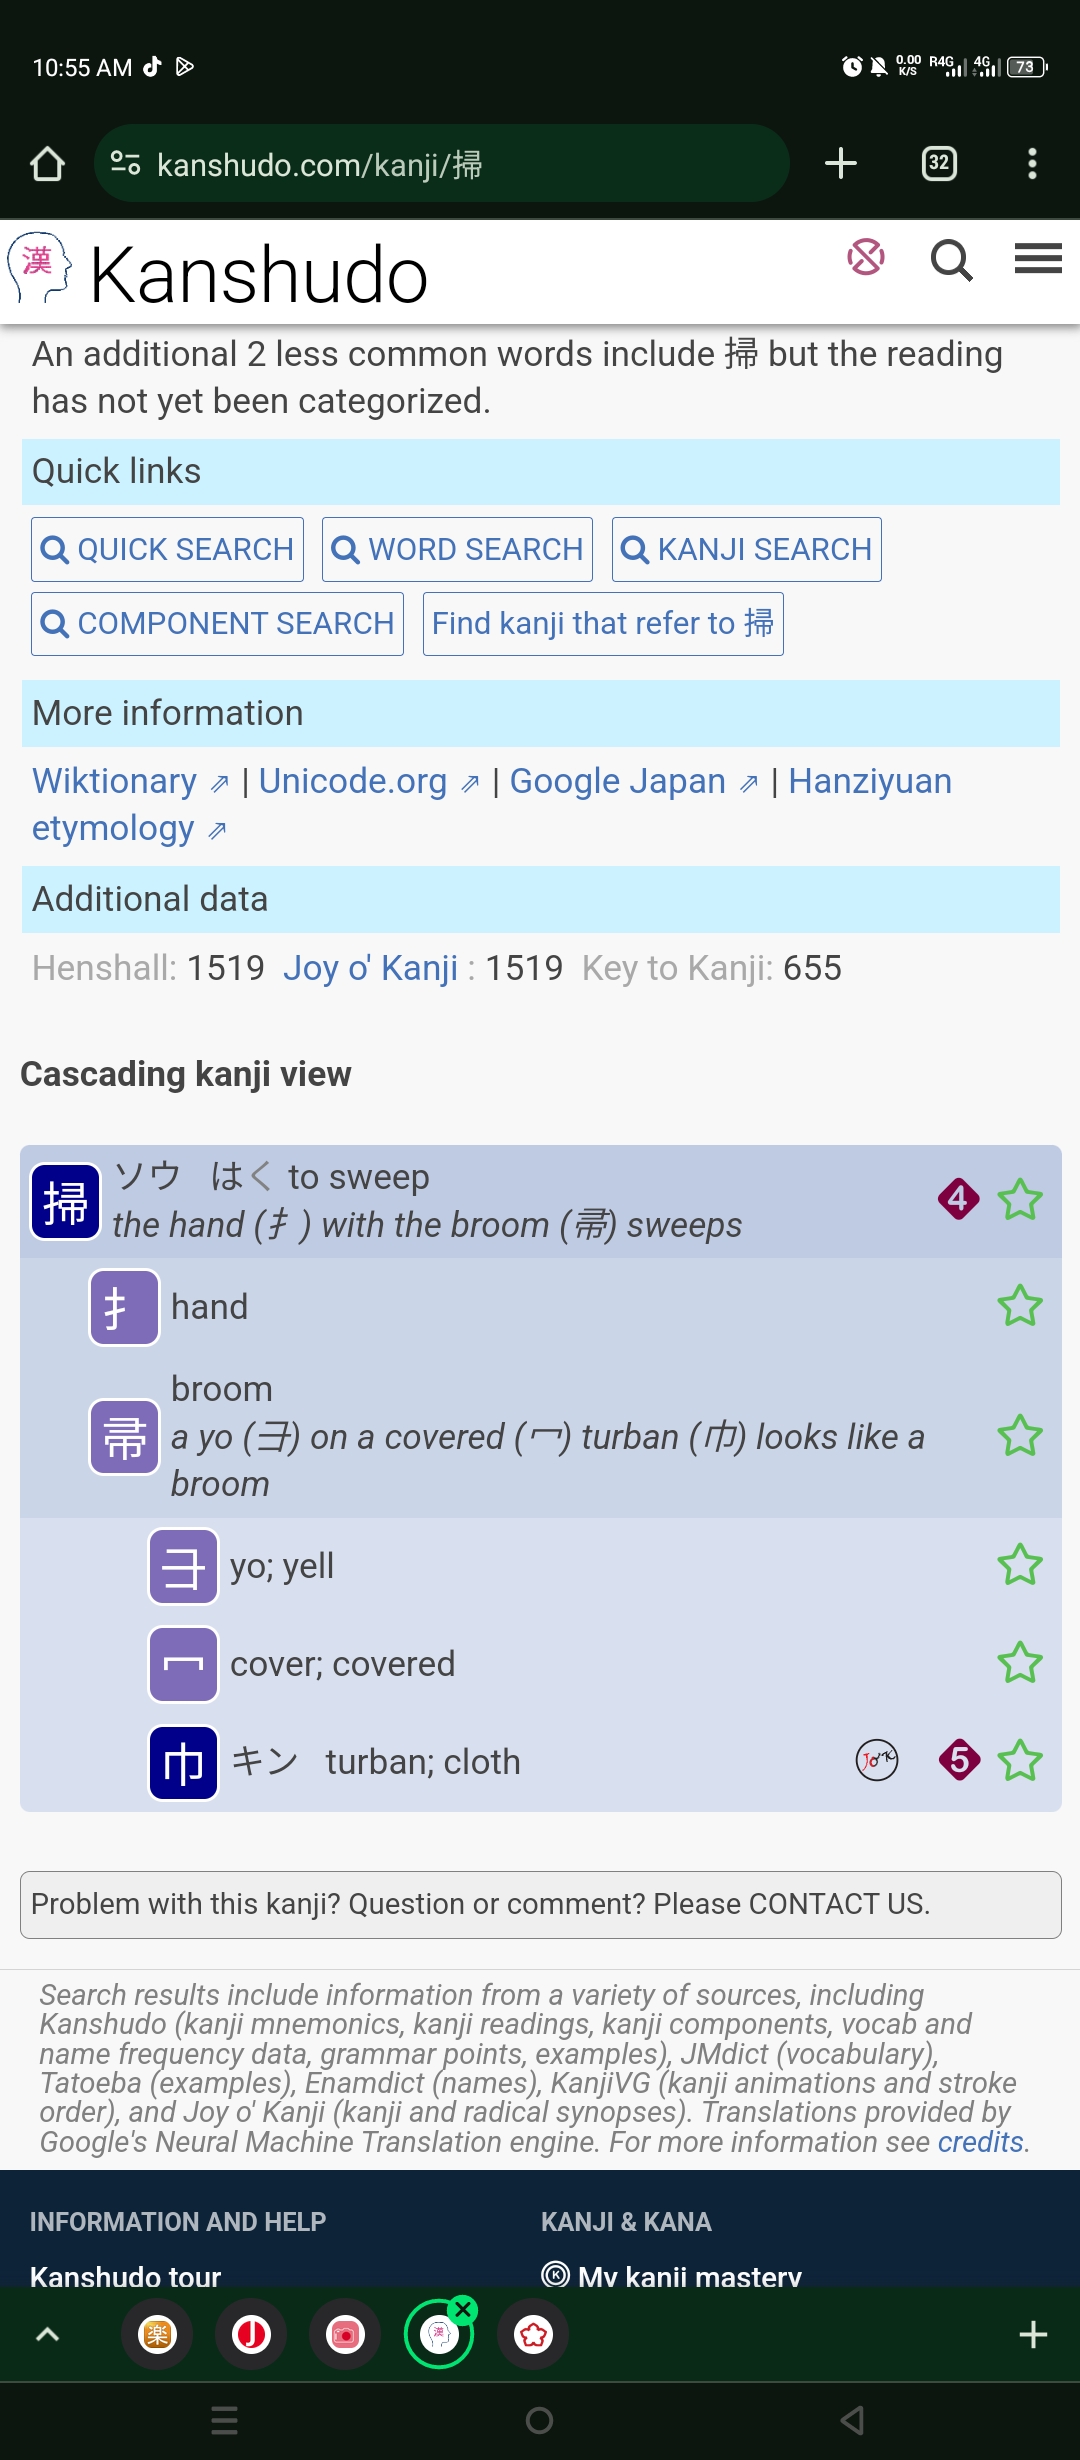 10:55 AM
0.00 K/S R4G 4G 73
kanshudo.com/kanji/掃
32
漢 Kanshudo
An additional 2 less common words include 掃 but the reading
has not yet been categorized.
Quick links
QUICK SEARCH WORD SEARCH KANJI SEARCH
COMPONENT SEARCH Find kanji that refer to 掃
More information
Wiktionary ⇗ | Unicode.org ⇗ | Google Japan ⇗ | Hanziyuan
etymology ⇗
Additional data
Henshall: 1519 Joy o' Kanji : 1519 Key to Kanji: 655
Cascading kanji view
掃 ソウ はく to sweep 4
the hand (扌) with the broom (帚) sweeps
扌 hand
broom
帚 a yo (彐) on a covered (冖) turban (巾) looks like a
broom
彐 yo; yell
冖 cover; covered
巾 キン turban; cloth Jo'K 5
Problem with this kanji? Question or comment? Please CONTACT US.
Search results include information from a variety of sources, including
Kanshudo (kanji mnemonics, kanji readings, kanji components, vocab and
name frequency data, grammar points, examples), JMdict (vocabulary),
Tatoeba (examples), Enamdict (names), KanjiVG (kanji animations and stroke
order), and Joy o' Kanji (kanji and radical synopses). Translations provided by
Google's Neural Machine Translation engine. For more information see credits.
INFORMATION AND HELP KANJI & KANA
Kanshudo tour My kanji mastery
楽 J 漢